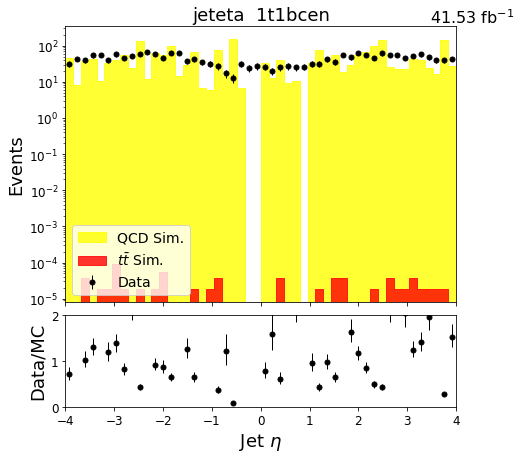 jeteta 1t1bcen
41.53 fb⁻¹
Events
10²
10¹
10⁰
10⁻¹
10⁻²
10⁻³
10⁻⁴
10⁻⁵
QCD Sim.
tt̄ Sim.
Data
Data/MC
2
1
0
−4 −3 −2 −1 0 1 2 3 4
Jet η